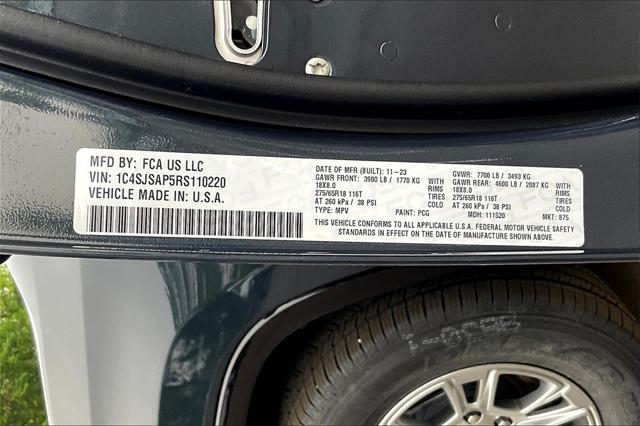 MFD BY: FCA US LLC
VIN: 1C4SJSAP5RS110220
VEHICLE MADE IN: U.S.A.
DATE OF MFR (BUILT): 11-23 GVWR: 7700 LB / 3493 KG
GAWR FRONT: 3900 LB / 1770 KG WITH GAWR REAR: 4600 LB / 2087 KG WITH
18X8.0 RIMS 18X8.0 RIMS
275/65R18 116T TIRES 275/65R18 116T TIRES
AT 260 kPa / 38 PSI COLD AT 260 kPa / 38 PSI COLD
TYPE: MPV PAINT: PCG MDH: 111520 MKT: 875
THIS VEHICLE CONFORMS TO ALL APPLICABLE U.S.A. FEDERAL MOTOR VEHICLE SAFETY
STANDARDS IN EFFECT ON THE DATE OF MANUFACTURE SHOWN ABOVE.